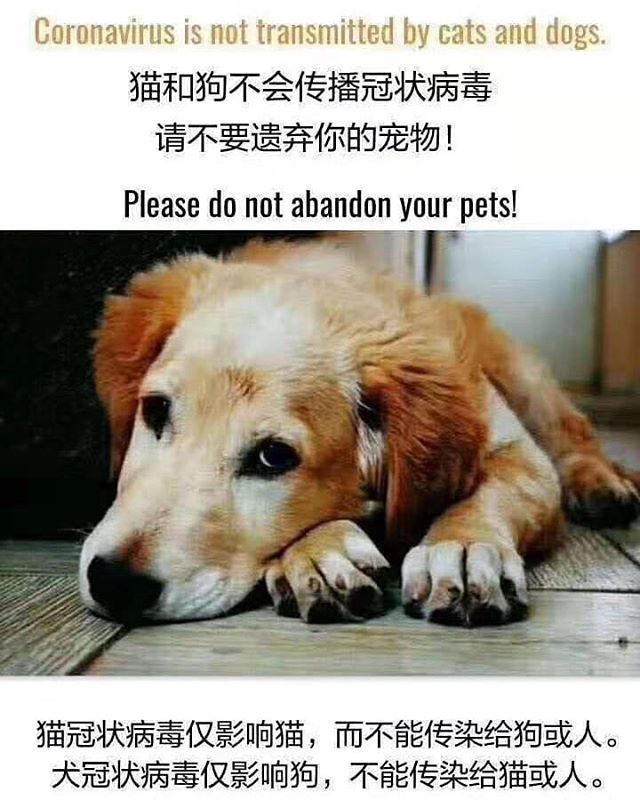 Coronavirus is not transmitted by cats and dogs.
猫和狗不会传播冠状病毒
请不要遗弃你的宠物！
Please do not abandon your pets!
猫冠状病毒仅影响猫，而不能传染给狗或人。
犬冠状病毒仅影响狗，不能传染给猫或人。